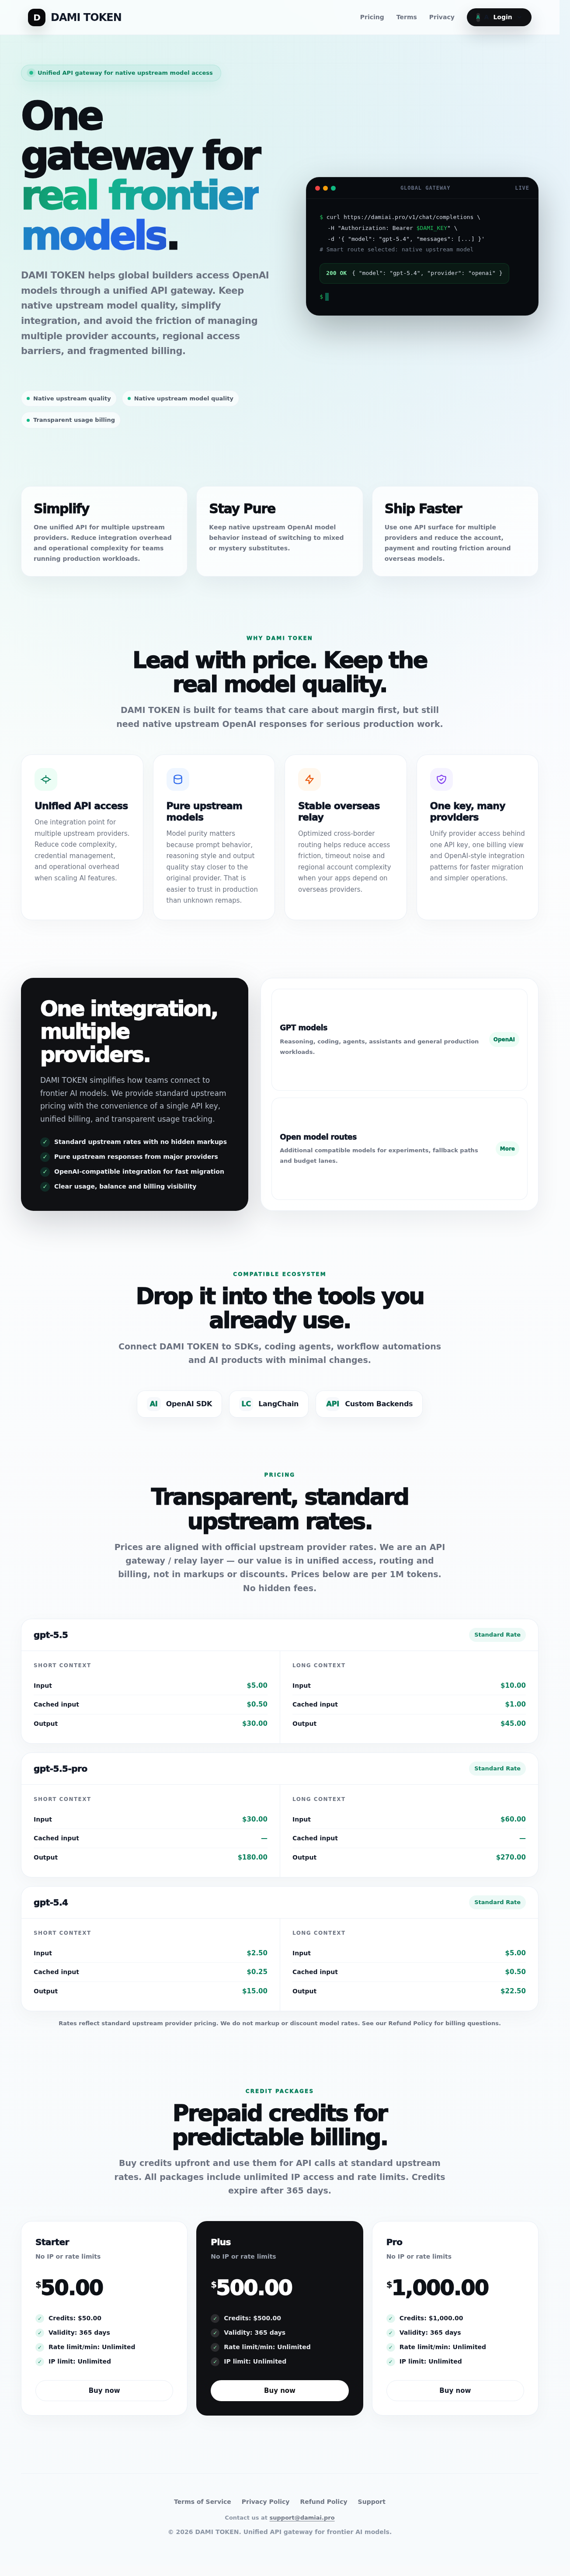 D DAMI TOKEN
Pricing
Terms
Privacy
Login
Unified API gateway for native upstream model access
One
gateway for
real frontier
models.
DAMI TOKEN helps global builders access OpenAI
models through a unified API gateway. Keep
native upstream model quality, simplify
integration, and avoid the friction of managing
multiple provider accounts, regional access
barriers, and fragmented billing.
Native upstream quality
Native upstream model quality
Transparent usage billing
GLOBAL GATEWAY
LIVE
$ curl https://damiai.pro/v1/chat/completions \
-H "Authorization: Bearer $DAMI_KEY" \
-d '{ "model": "gpt-5.4", "messages": [...] }'
# Smart route selected: native upstream model
200 OK { "model": "gpt-5.4", "provider": "openai" }
$
Simplify
One unified API for multiple upstream
providers. Reduce integration overhead
and operational complexity for teams
running production workloads.
Stay Pure
Keep native upstream OpenAI model
behavior instead of switching to mixed
or mystery substitutes.
Ship Faster
Use one API surface for multiple
providers and reduce the account,
payment and routing friction around
overseas models.
WHY DAMI TOKEN
Lead with price. Keep the
real model quality.
DAMI TOKEN is built for teams that care about margin first, but still
need native upstream OpenAI responses for serious production work.
Unified API access
One integration point for
multiple upstream providers.
Reduce code complexity,
credential management,
and operational overhead
when scaling AI features.
Pure upstream
models
Model purity matters
because prompt behavior,
reasoning style and output
quality stay closer to the
original provider. That is
easier to trust in production
than unknown remaps.
Stable overseas
relay
Optimized cross-border
routing helps reduce access
friction, timeout noise and
regional account complexity
when your apps depend on
overseas providers.
One key, many
providers
Unify provider access behind
one API key, one billing view
and OpenAI-style integration
patterns for faster migration
and simpler operations.
One integration,
multiple
providers.
DAMI TOKEN simplifies how teams connect to
frontier AI models. We provide standard upstream
pricing with the convenience of a single API key,
unified billing, and transparent usage tracking.
✓ Standard upstream rates with no hidden markups
✓ Pure upstream responses from major providers
✓ OpenAI-compatible integration for fast migration
✓ Clear usage, balance and billing visibility
GPT models
Reasoning, coding, agents, assistants and general production
workloads.
OpenAI
Open model routes
Additional compatible models for experiments, fallback paths
and budget lanes.
More
COMPATIBLE ECOSYSTEM
Drop it into the tools you
already use.
Connect DAMI TOKEN to SDKs, coding agents, workflow automations
and AI products with minimal changes.
AI OpenAI SDK
LC LangChain
API Custom Backends
PRICING
Transparent, standard
upstream rates.
Prices are aligned with official upstream provider rates. We are an API
gateway / relay layer — our value is in unified access, routing and
billing, not in markups or discounts. Prices below are per 1M tokens.
No hidden fees.
gpt-5.5
Standard Rate
SHORT CONTEXT
Input $5.00
Cached input $0.50
Output $30.00
LONG CONTEXT
Input $10.00
Cached input $1.00
Output $45.00
gpt-5.5-pro
Standard Rate
SHORT CONTEXT
Input $30.00
Cached input —
Output $180.00
LONG CONTEXT
Input $60.00
Cached input —
Output $270.00
gpt-5.4
Standard Rate
SHORT CONTEXT
Input $2.50
Cached input $0.25
Output $15.00
LONG CONTEXT
Input $5.00
Cached input $0.50
Output $22.50
Rates reflect standard upstream provider pricing. We do not markup or discount model rates. See our Refund Policy for billing questions.
CREDIT PACKAGES
Prepaid credits for
predictable billing.
Buy credits upfront and use them for API calls at standard upstream
rates. All packages include unlimited IP access and rate limits. Credits
expire after 365 days.
Starter
No IP or rate limits
$50.00
✓ Credits: $50.00
✓ Validity: 365 days
✓ Rate limit/min: Unlimited
✓ IP limit: Unlimited
Buy now
Plus
No IP or rate limits
$500.00
✓ Credits: $500.00
✓ Validity: 365 days
✓ Rate limit/min: Unlimited
✓ IP limit: Unlimited
Buy now
Pro
No IP or rate limits
$1,000.00
✓ Credits: $1,000.00
✓ Validity: 365 days
✓ Rate limit/min: Unlimited
✓ IP limit: Unlimited
Buy now
Terms of Service
Privacy Policy
Refund Policy
Support
Contact us at support@damiai.pro
© 2026 DAMI TOKEN. Unified API gateway for frontier AI models.